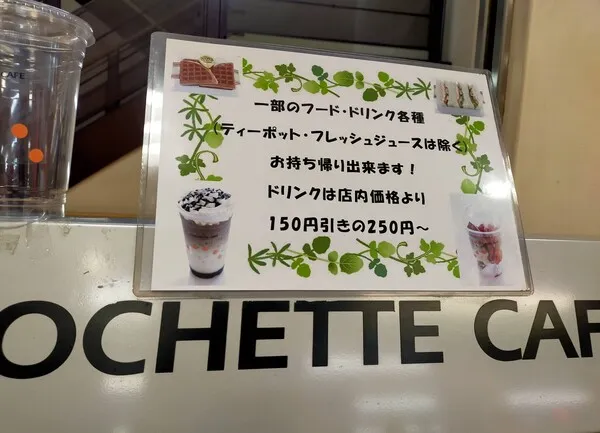 CAFE
一部のフード・ドリンク各種
(ティーポット・フレッシュジュースは除く)
お持ち帰り出来ます!
ドリンクは店内価格より
150円引きの250円~
OCHETTE CAF